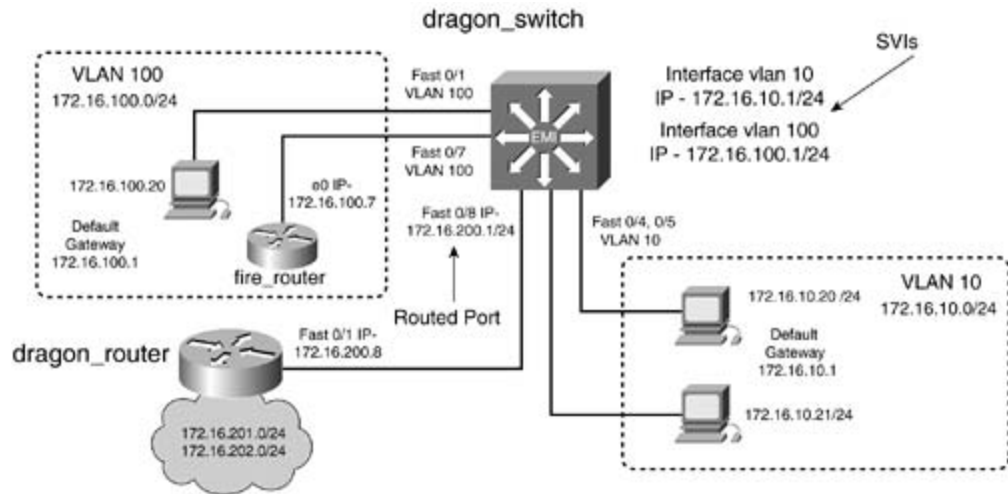 dragon_switch
SVIs
VLAN 100
172.16.100.0/24
Fast 0/1
VLAN 100
Interface vlan 10
IP - 172.16.10.1/24
Interface vlan 100
IP - 172.16.100.1/24
EMI
Fast 0/7
VLAN 100
172.16.100.20
e0 IP-
172.16.100.7
Default
Gateway
172.16.100.1
fire_router
Fast 0/8 IP-
172.16.200.1/24
Fast 0/4, 0/5
VLAN 10
Routed Port
VLAN 10
172.16.10.0/24
172.16.10.20 /24
Default
Gateway
172.16.10.1
172.16.10.21/24
dragon_router
Fast 0/1 IP-
172.16.200.8
172.16.201.0/24
172.16.202.0/24